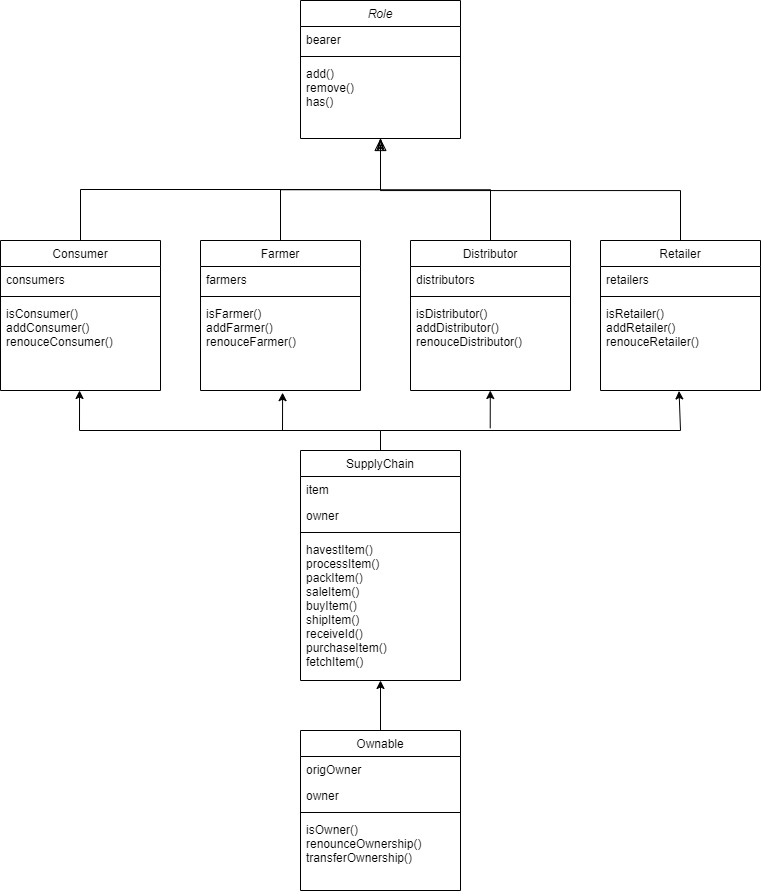 Role
bearer
add()
remove()
has()
Consumer
consumers
isConsumer()
addConsumer()
renouceConsumer()
Farmer
farmers
isFarmer()
addFarmer()
renouceFarmer()
Distributor
distributors
isDistributor()
addDistributor()
renouceDistributor()
Retailer
retailers
isRetailer()
addRetailer()
renouceRetailer()
SupplyChain
item
owner
havestItem()
processItem()
packItem()
saleItem()
buyItem()
shipItem()
receiveId()
purchaseItem()
fetchItem()
Ownable
origOwner
owner
isOwner()
renounceOwnership()
transferOwnership()